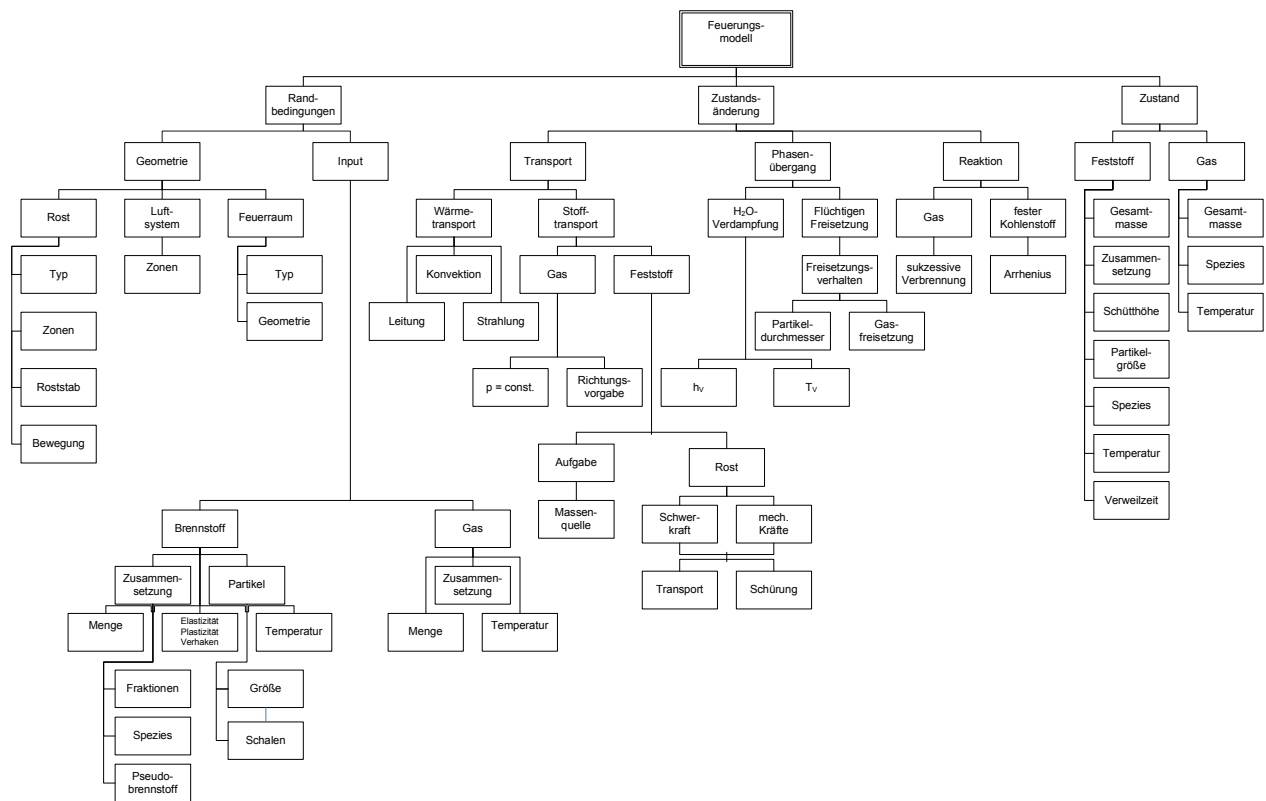 Feuerungs-
modell
Rand-
bedingungen
Zustands-
änderung
Zustand
Geometrie
Input
Transport
Phasen-
übergang
Reaktion
Feststoff
Gas
Rost
Luft-
system
Feuerraum
Wärme-
transport
Stoff-
transport
H₂O-
Verdampfung
Flüchtigen
Freisetzung
Gas
fester
Kohlenstoff
Gesamt-
masse
Gesamt-
masse
Typ
Zonen
Typ
Konvektion
Gas
Feststoff
Freisetzungs-
verhalten
sukzessive
Verbrennung
Arrhenius
Zusammen-
setzung
Spezies
Zonen
Geometrie
Leitung
Strahlung
Partikel-
durchmesser
Gas-
freisetzung
Schütthöhe
Temperatur
Roststab
p = const.
Richtungs-
vorgabe
hᵥ
Tᵥ
Partikel-
größe
Spezies
Bewegung
Aufgabe
Rost
Temperatur
Verweilzeit
Brennstoff
Gas
Massen-
quelle
Schwer-
kraft
mech.
Kräfte
Zusammen-
setzung
Partikel
Zusammen-
setzung
Transport
Schürung
Menge
Elastizität
Plastizität
Verhaken
Temperatur
Menge
Temperatur
Fraktionen
Größe
Spezies
Schalen
Pseudo-
brennstoff